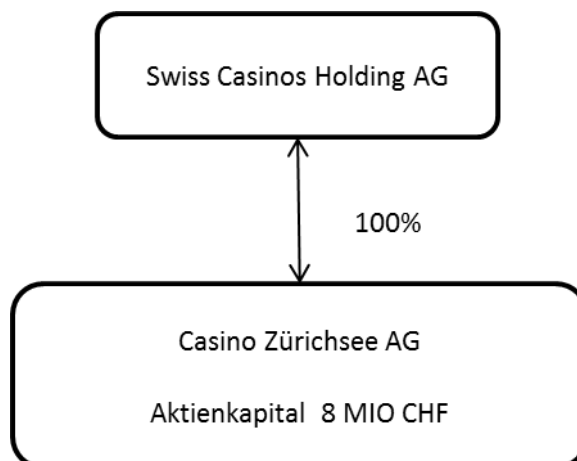 Swiss Casinos Holding AG
100%
Casino Zürichsee AG
Aktienkapital 8 MIO CHF